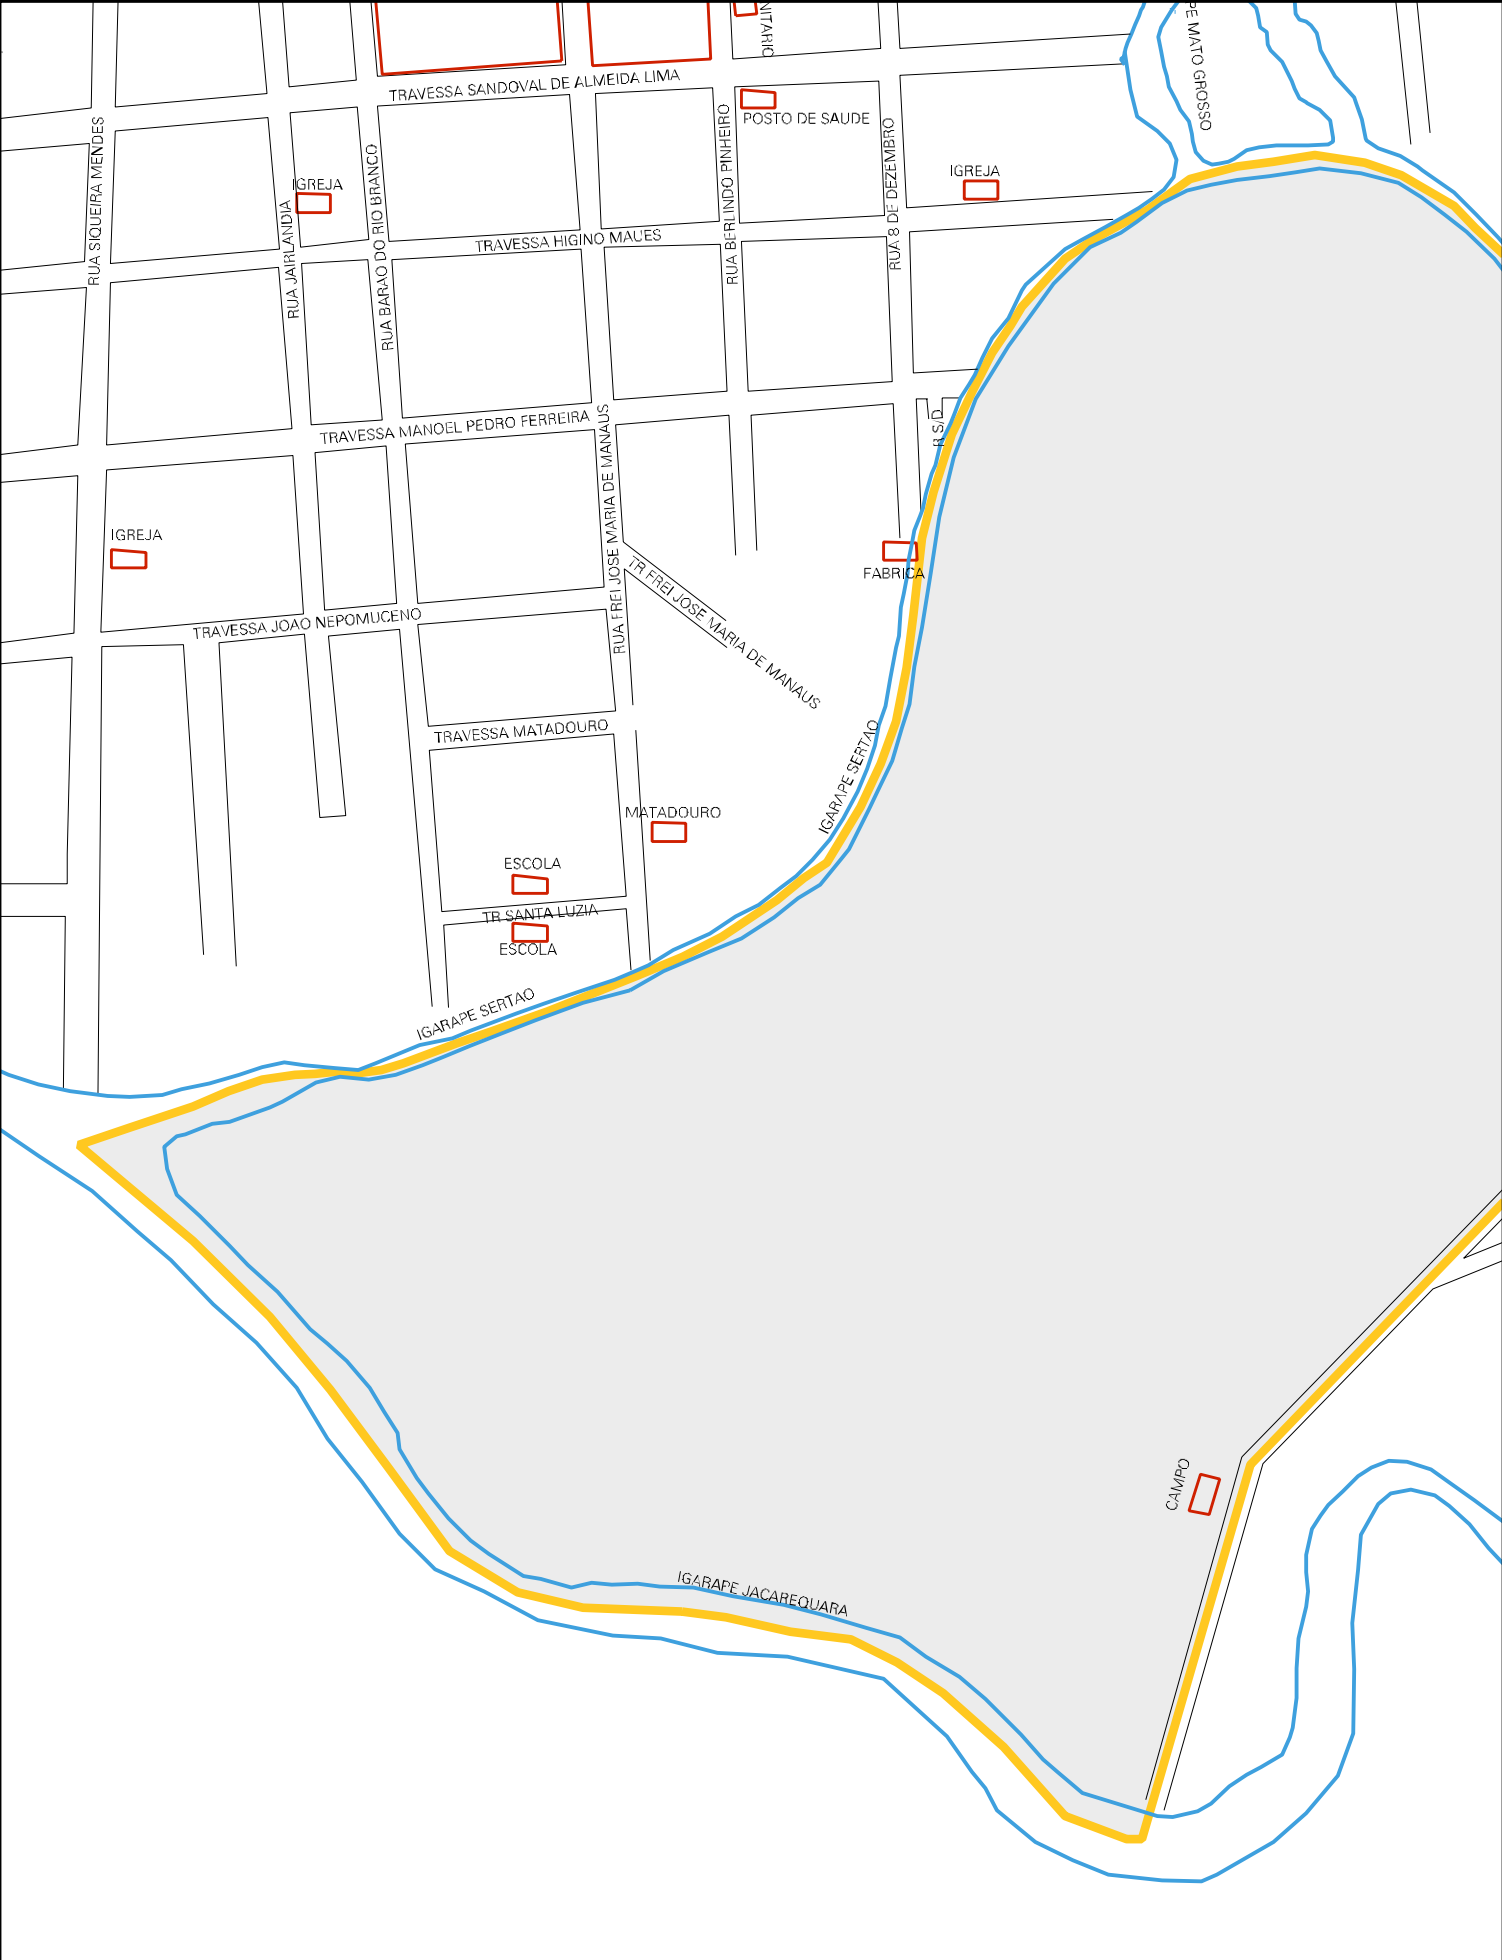 TRAVESSA SANDOVAL DE ALMEIDA LIMA
MATO GROSSO
POSTO DE SAUDE
RUA SIQUEIRA MENDES
IGREJA
RUA JAIRLANDIA
RUA BARAO DO RIO BRANCO
RUA BERLINDO PINHEIRO
RUA 8 DE DEZEMBRO
IGREJA
TRAVESSA HIGINO MAUES
TRAVESSA MANOEL PEDRO FERREIRA
RUA FREI JOSE MARIA DE MANAUS
R S/D
IGREJA
FABRICA
TR FREI JOSE MARIA DE MANAUS
TRAVESSA JOAO NEPOMUCENO
TRAVESSA MATADOURO
IGARAPE SERTAO
MATADOURO
ESCOLA
TR SANTA LUZIA
ESCOLA
IGARAPE SERTAO
CAMPO
IGARAPE JACAREQUARA